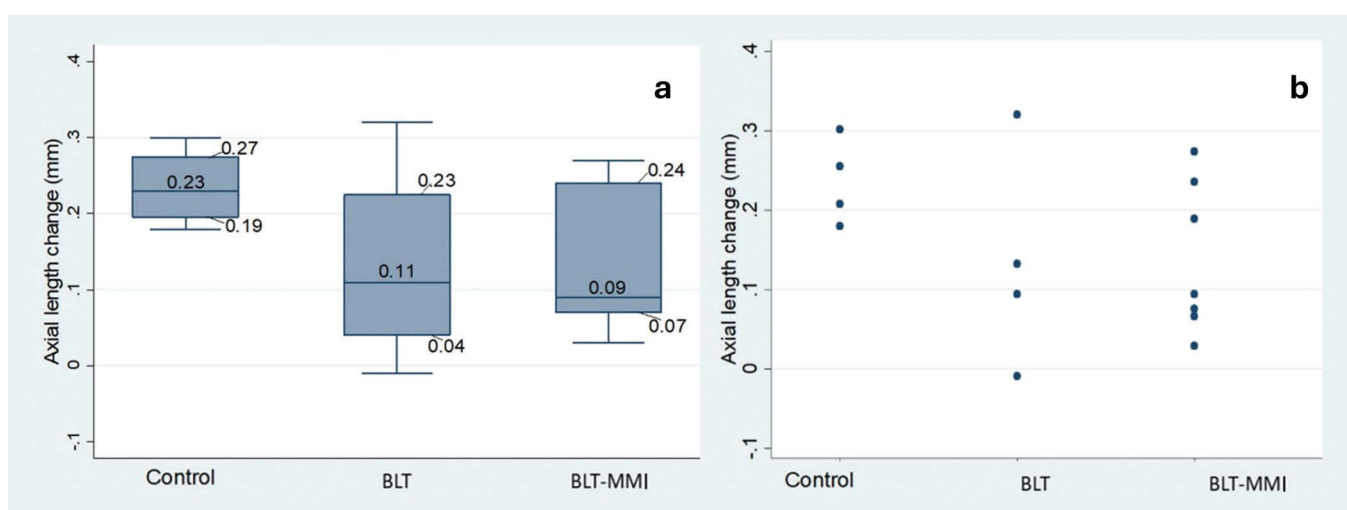 a
.4
.3
.2
.1
0
-.1
Axial length change (mm)
0.27
0.23
0.19
0.23
0.11
0.04
0.24
0.09
0.07
Control
BLT
BLT-MMI
b
.4
.3
.2
.1
0
-.1
Axial length change (mm)
Control
BLT
BLT-MMI